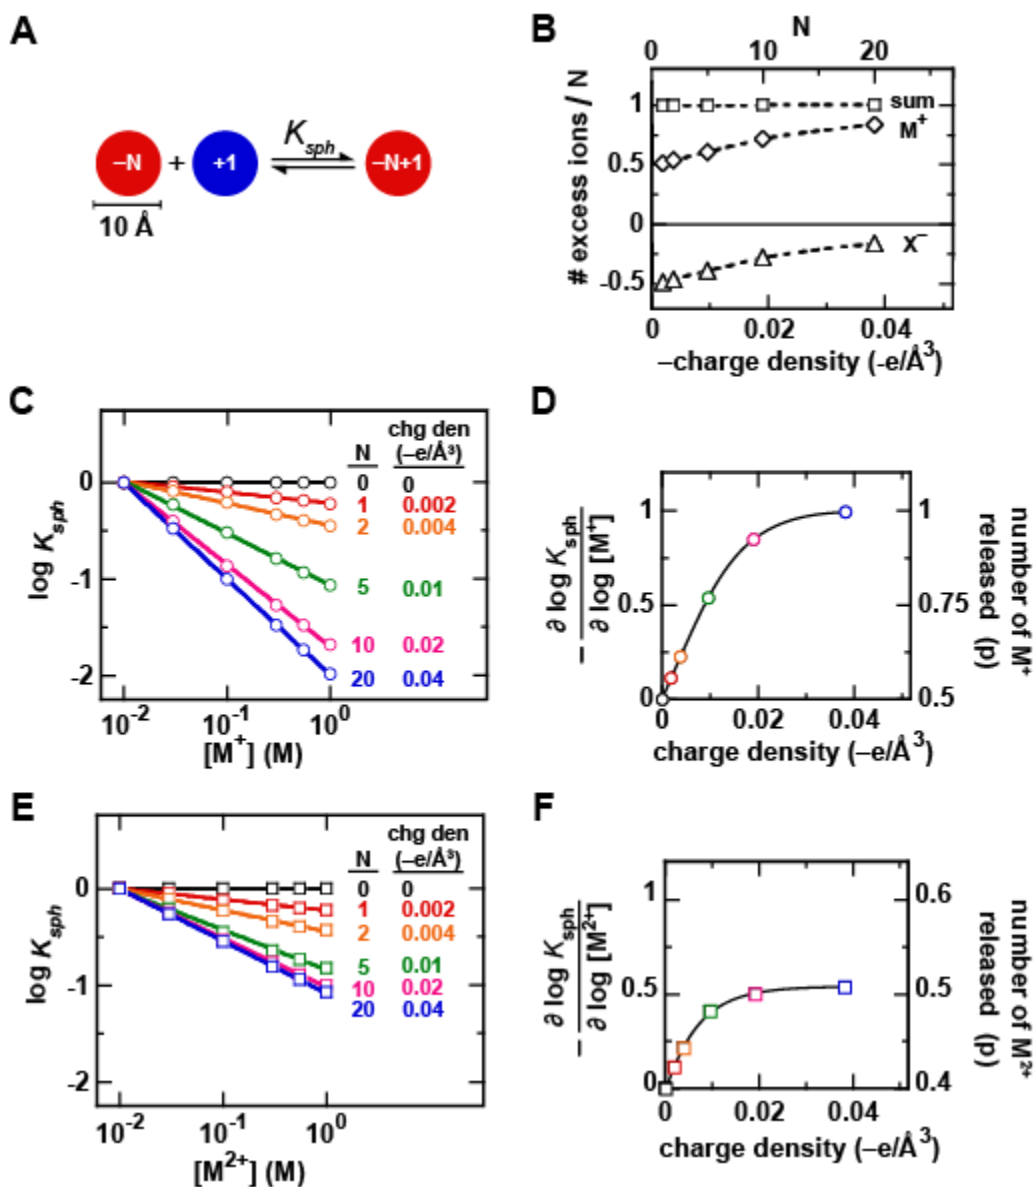 A
−N + +1 K_sph −N+1
10 Å
B
N
0 10 20
# excess ions / N
1
0.5
0
-0.5
sum
M⁺
X⁻
0 0.02 0.04
−charge density (-e/Å³)
C
log K_sph
0
-1
-2
chg den
N (−e/Å³)
0 0
1 0.002
2 0.004
5 0.01
10 0.02
20 0.04
10⁻² 10⁻¹ 10⁰
[M⁺] (M)
D
− ∂ log K_sph
∂ log [M⁺]
1
0.5
0
1
0.75
0.5
number of M⁺
released (p)
0 0.02 0.04
charge density (−e/Å³)
E
log K_sph
0
-1
-2
chg den
N (−e/Å³)
0 0
1 0.002
2 0.004
5 0.01
10 0.02
20 0.04
10⁻² 10⁻¹ 10⁰
[M²⁺] (M)
F
− ∂ log K_sph
∂ log [M²⁺]
1
0.5
0
0.6
0.5
0.4
number of M²⁺
released (p)
0 0.02 0.04
charge density (−e/Å³)